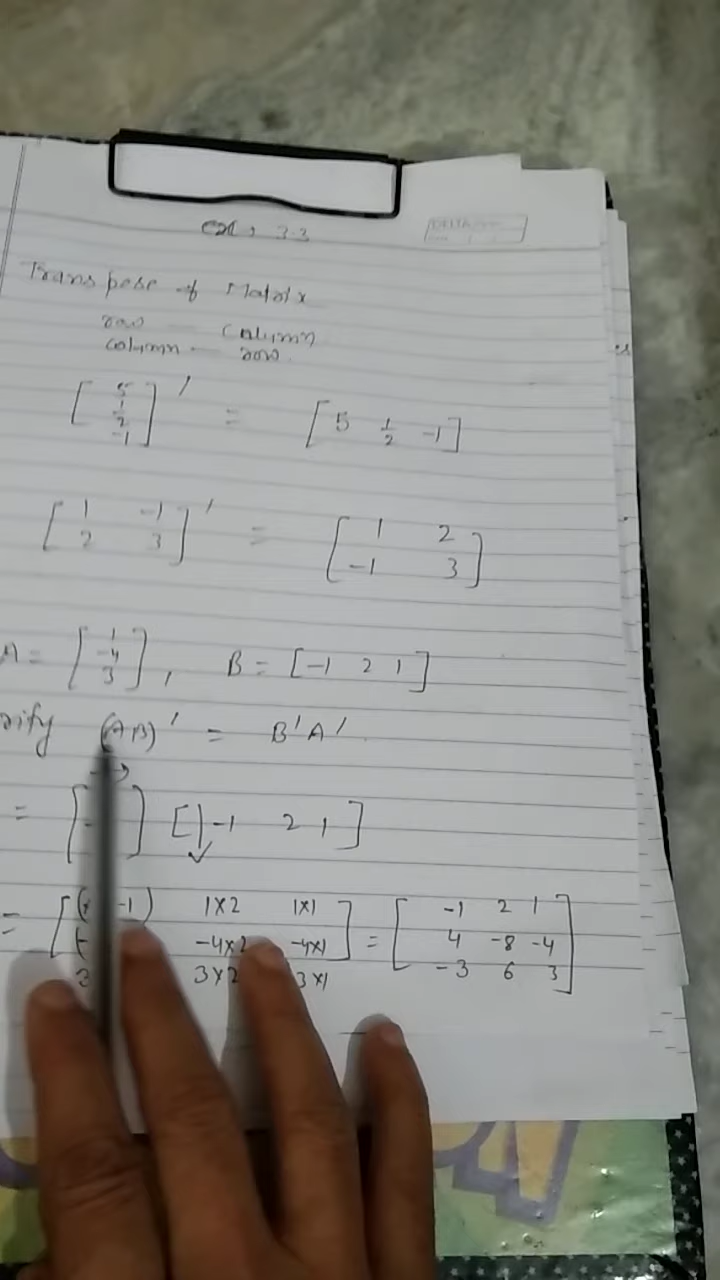 Ex. 3.3
Transpose of Matrix
row — column
column — row.
[5 1/2 -1]' = [5 1/2 -1]
[1 -1
2 3]' = [1 2
-1 3]
A = [1 -4 3], B = [-1 2 1]
(AB)' = B'A'.
= [ ] [-1 2 1]
= [ -1) 1×2 1×1 = [-1 2 1
-4×2 -4×1 4 -8 -4
3 3×2 3×1] -3 6 3]